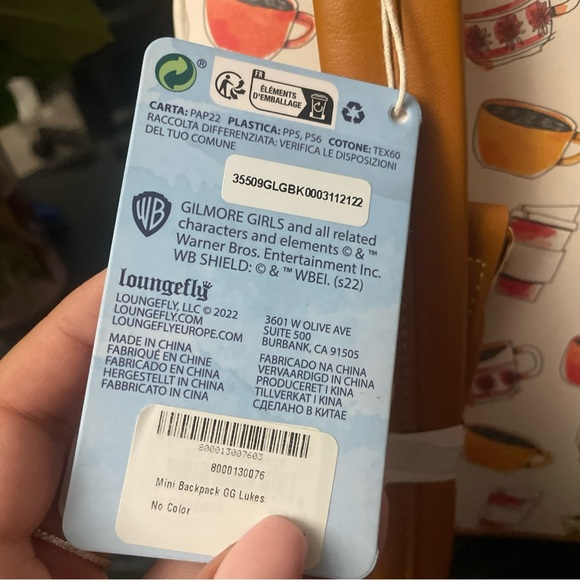 ®
FR
ÉLÉMENTS
D'EMBALLAGE
CARTA: PAP22 PLASTICA: PP5, PS6 COTONE: TEX60
RACCOLTA DIFFERENZIATA: VERIFICA LE DISPOSIZIONI
DEL TUO COMUNE
35509GLGBK0003112122
WB
GILMORE GIRLS and all related
characters and elements © & ™
Warner Bros. Entertainment Inc.
WB SHIELD: © & ™ WBEI. (s22)
loungefly
LOUNGEFLY, LLC © 2022
LOUNGEFLY.COM
LOUNGEFLYEUROPE.COM
3601 W OLIVE AVE
SUITE 500
BURBANK, CA 91505
MADE IN CHINA
FABRIQUÉ EN CHINE
FABRICADO EN CHINA
HERGESTELLT IN CHINA
FABBRICATO IN CINA
FABRICADO NA CHINA
VERVAARDIGD IN CHINA
PRODUCERET I KINA
TILLVERKAT I KINA
СДЕЛАНО В КИТАЕ
800013007603
8000130076
Mini Backpack GG Lukes
No Color